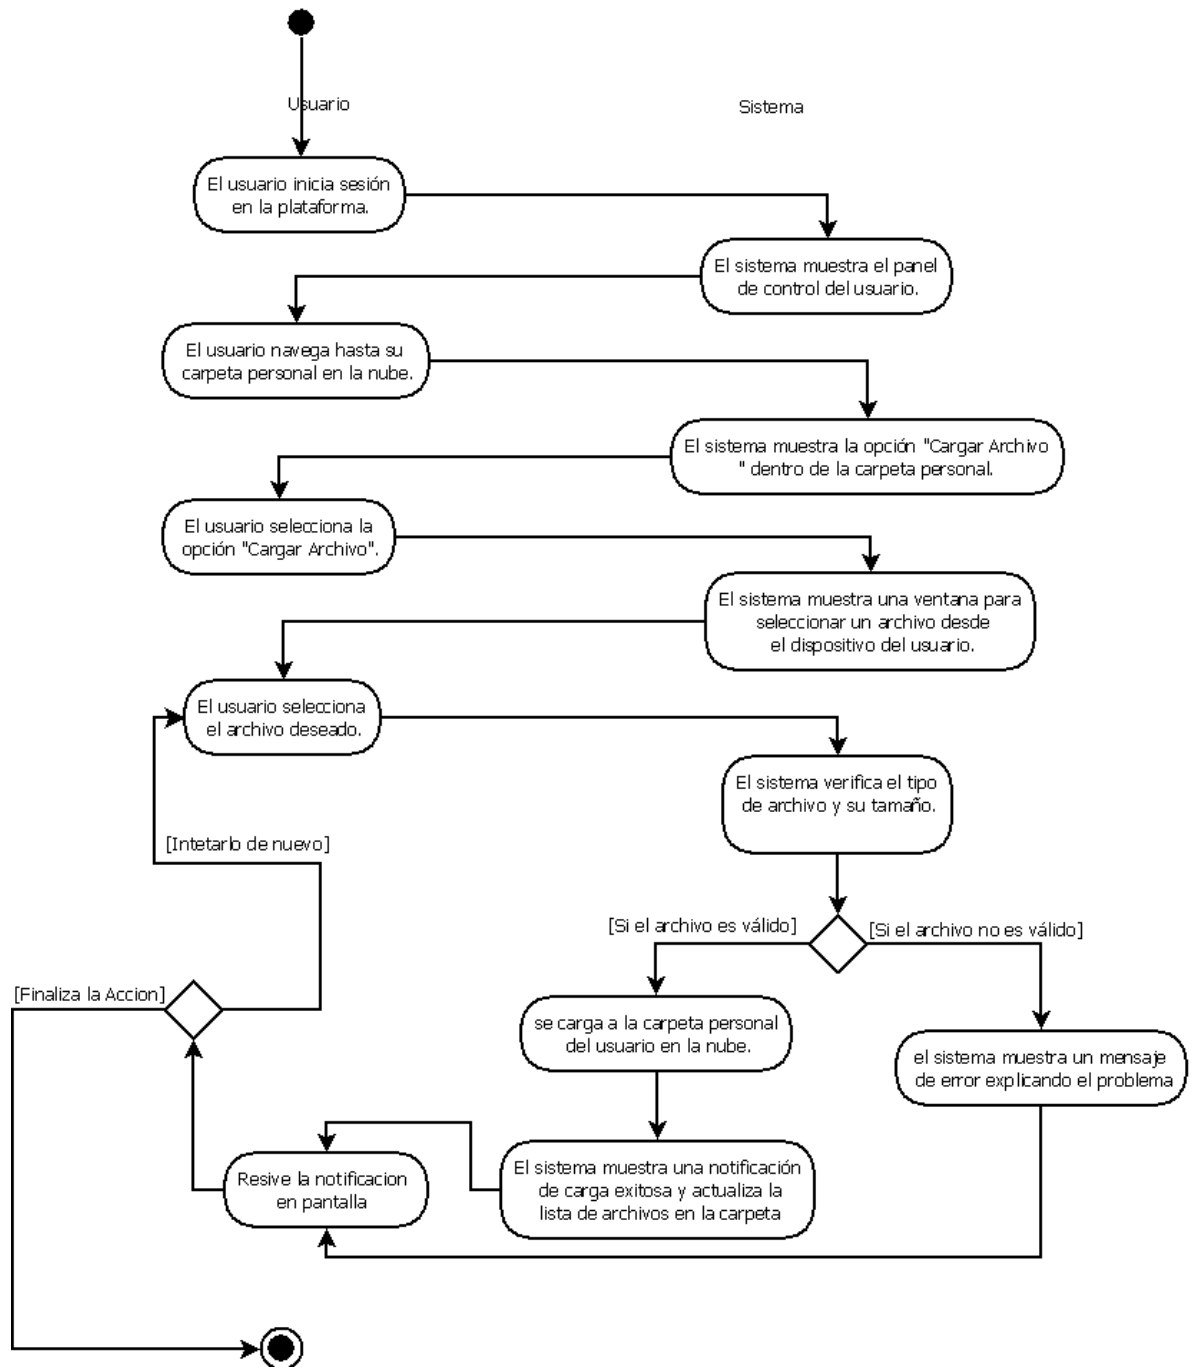 Usuario
Sistema
El usuario inicia sesión
en la plataforma.
El sistema muestra el panel
de control del usuario.
El usuario navega hasta su
carpeta personal en la nube.
El sistema muestra la opción "Cargar Archivo
" dentro de la carpeta personal.
El usuario selecciona la
opción "Cargar Archivo".
El sistema muestra una ventana para
seleccionar un archivo desde
el dispositivo del usuario.
El usuario selecciona
el archivo deseado.
El sistema verifica el tipo
de archivo y su tamaño.
[Intetarlo de nuevo]
[Si el archivo es válido]
[Si el archivo no es válido]
[Finaliza la Accion]
se carga a la carpeta personal
del usuario en la nube.
el sistema muestra un mensaje
de error explicando el problema
Resive la notificacion
en pantalla
El sistema muestra una notificación
de carga exitosa y actualiza la
lista de archivos en la carpeta